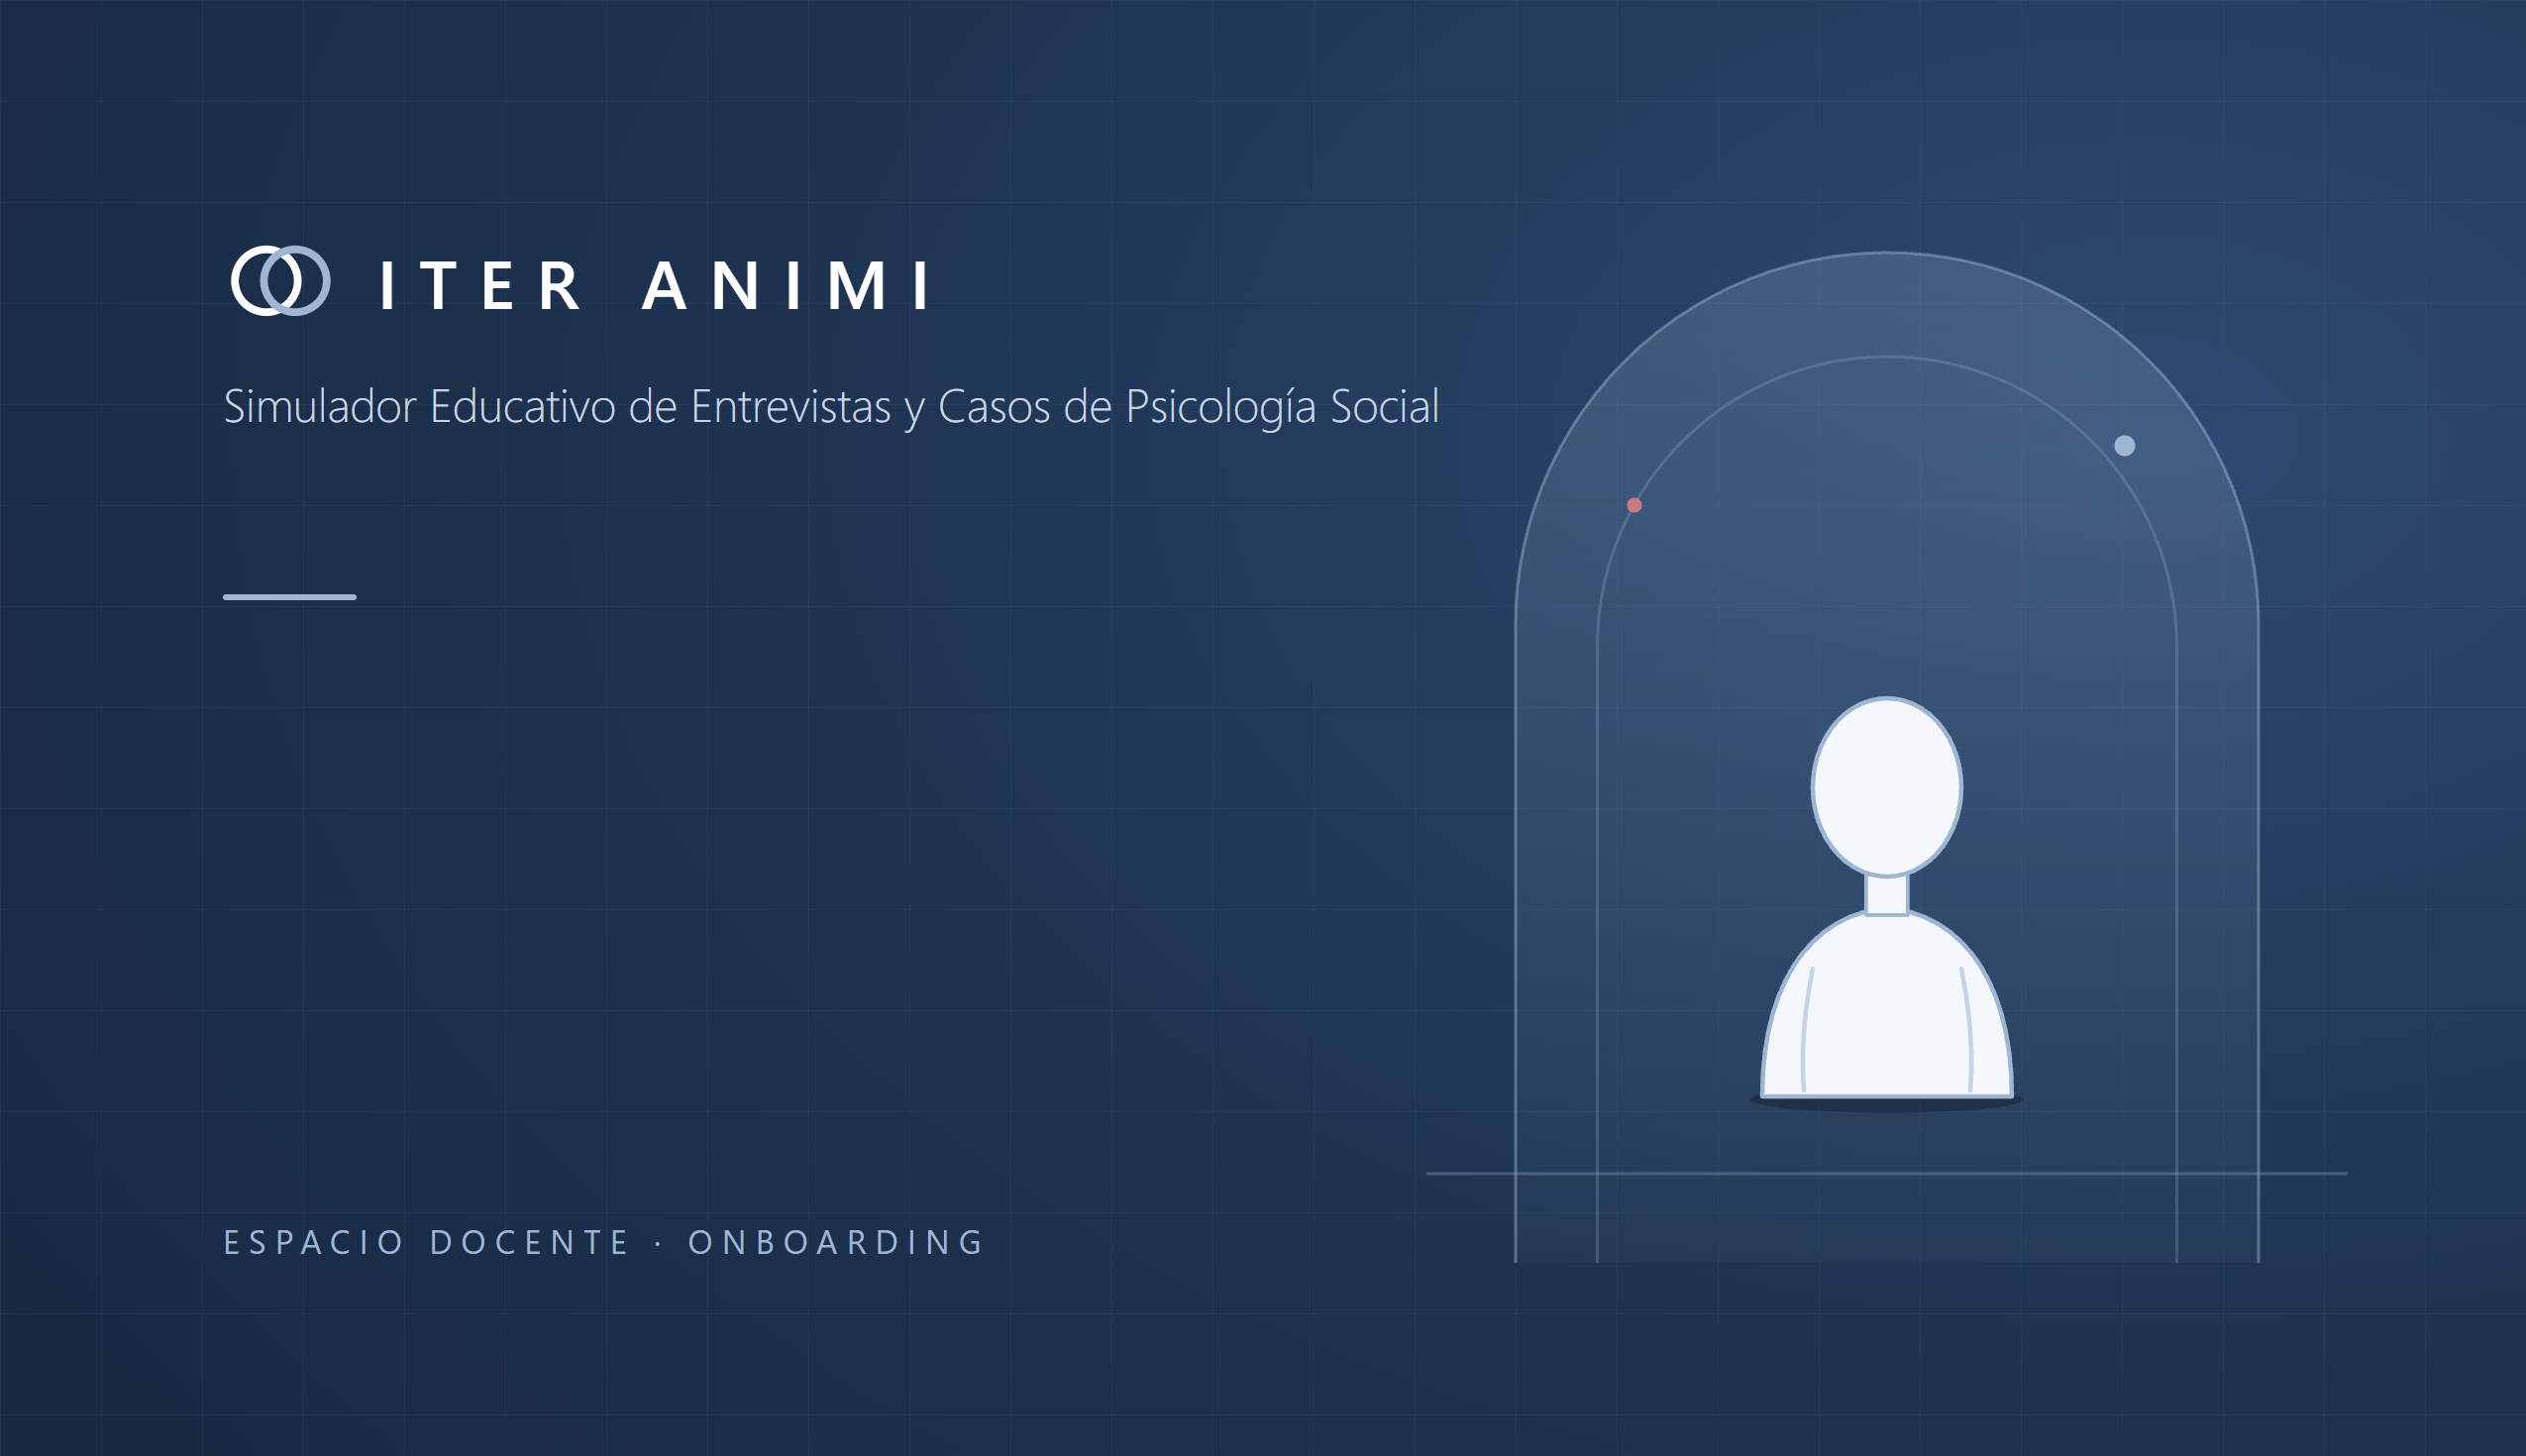 ITER ANIMI
Simulador Educativo de Entrevistas y Casos de Psicología Social
ESPACIO DOCENTE · ONBOARDING